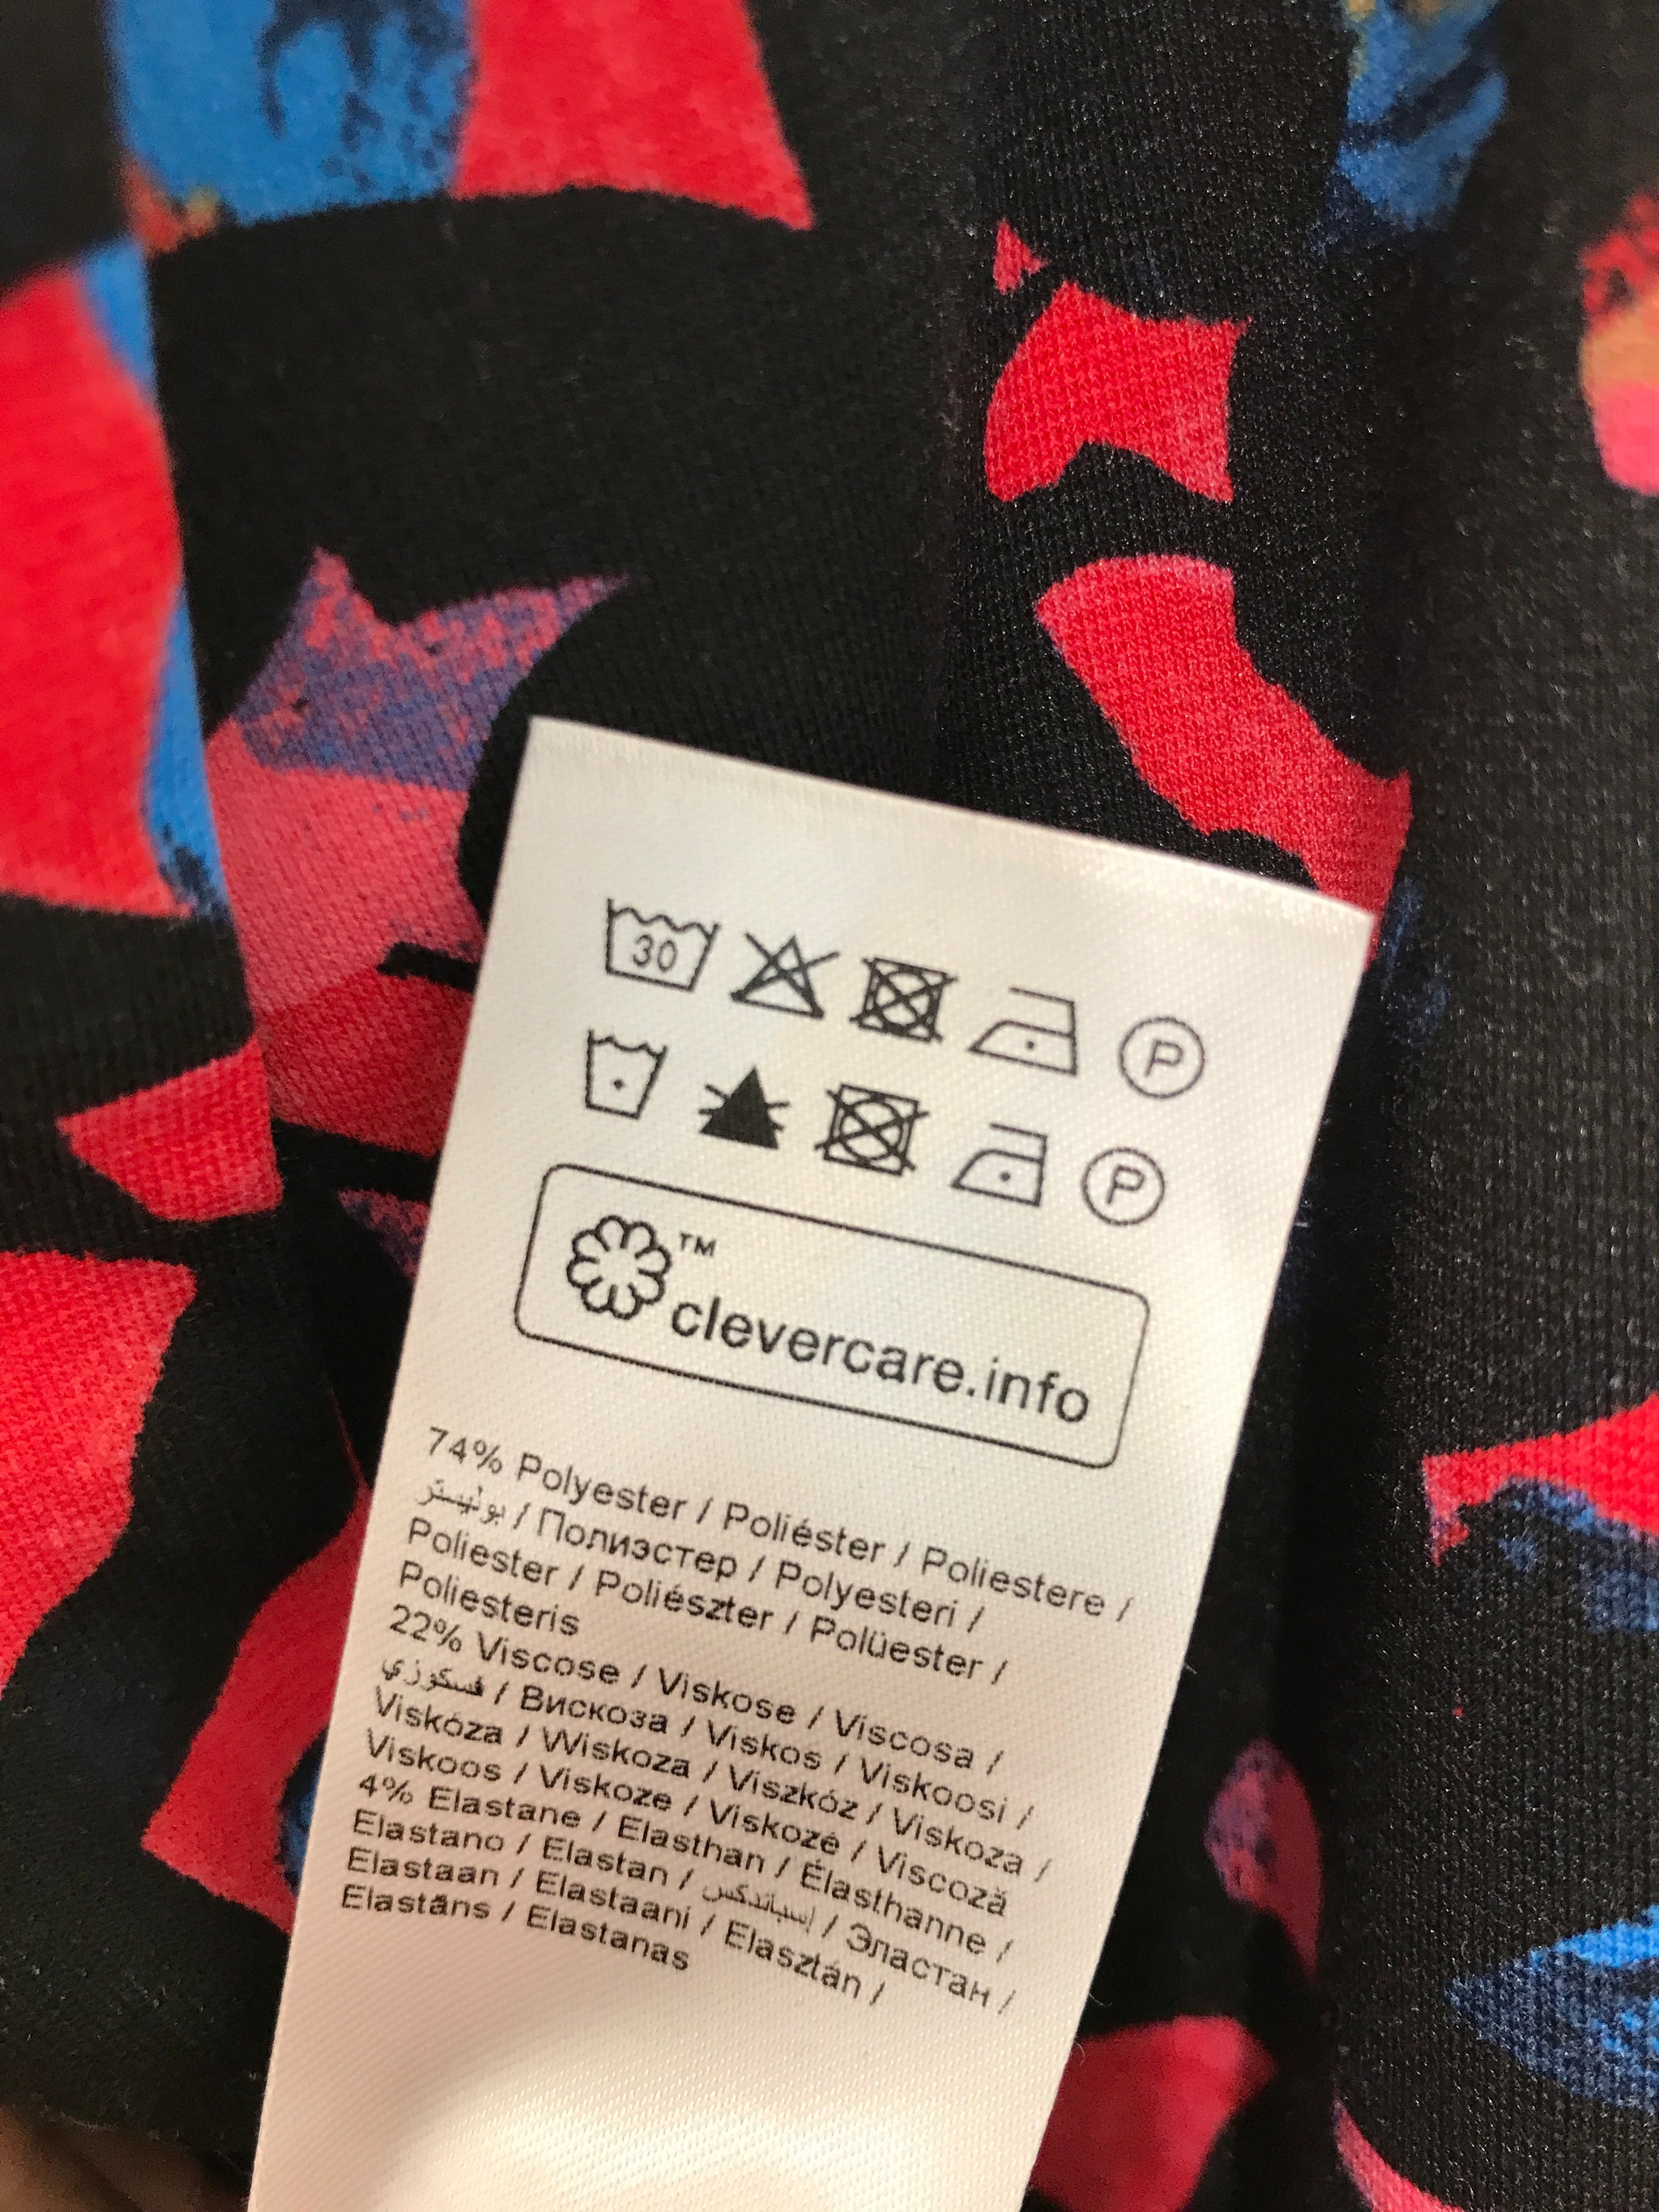 30
P
P
™
clevercare.info
74% Polyester / Poliéster / Poliestere /
بوليستر / Полиэстер / Polyesteri /
Poliester / Poliészter / Polüester /
Poliesteris
22% Viscose / Viskose / Viscosa /
فسكوزي / Вискоза / Viskos / Viskoosi /
Viskóza / Wiskoza / Viszkóz / Viskoza /
Viskoos / Viskoze / Viskozė / Viscoză
4% Elastane / Elasthan / Élasthanne /
Elastano / Elastan / إسباندكس / Эластан /
Elastaan / Elastaani / Elasztán /
Elastāns / Elastanas